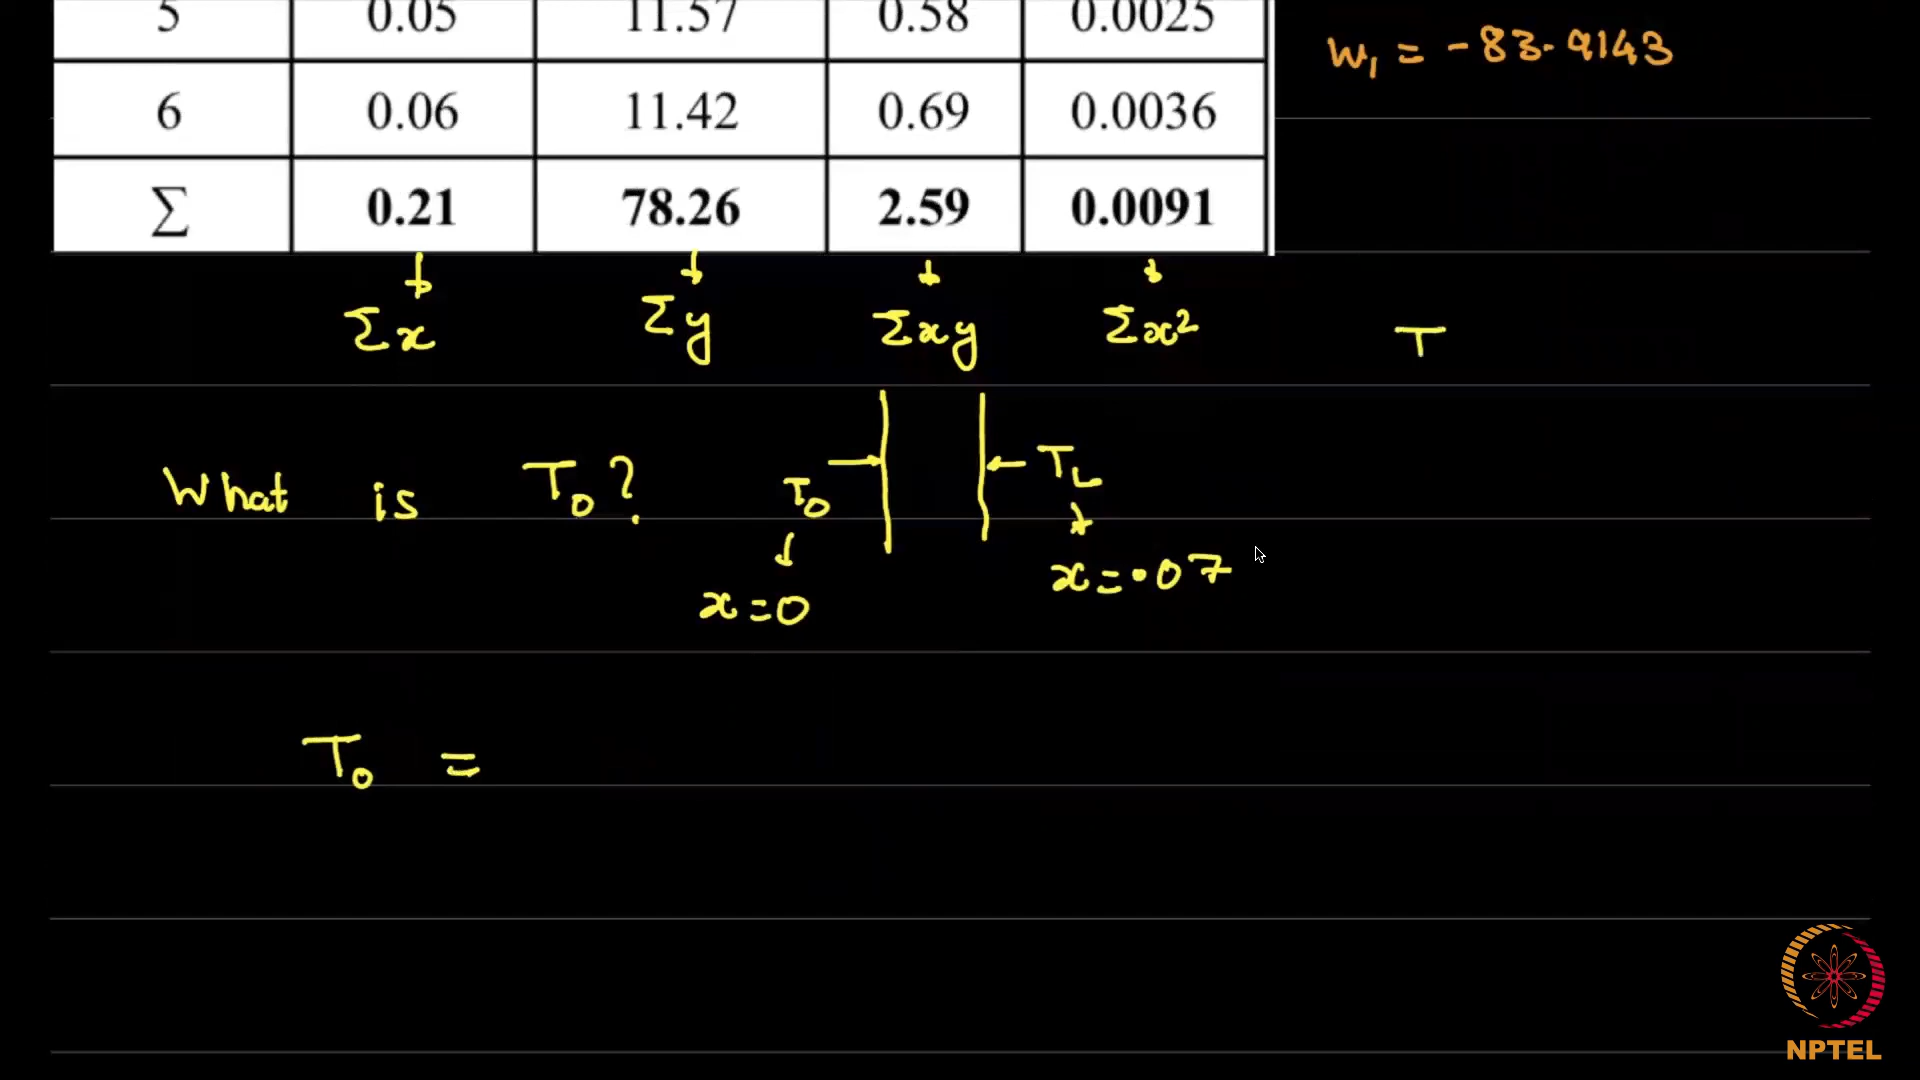 5 0.05 11.57 0.58 0.0025
w₁ = -83.9143
6 0.06 11.42 0.69 0.0036
∑ 0.21 78.26 2.59 0.0091
Σx Σy Σxy Σx² T
What is T₀? T₀ T_L
x=0 x=.07
T₀ =
NPTEL